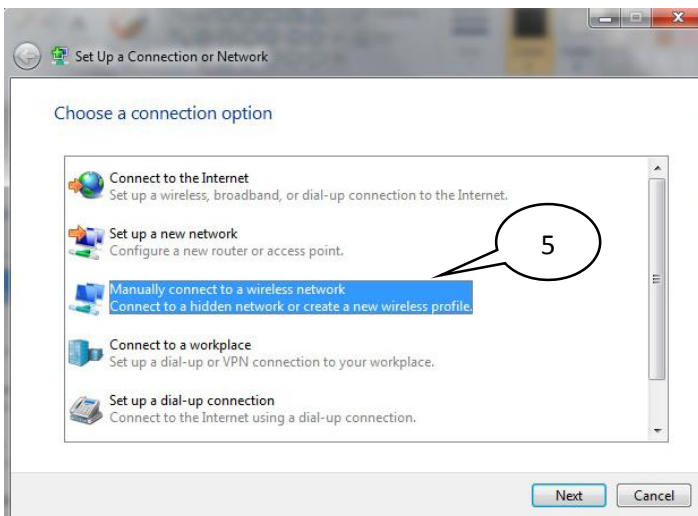 Set Up a Connection or Network
Choose a connection option
Connect to the Internet
Set up a wireless, broadband, or dial-up connection to the Internet.
Set up a new network
Configure a new router or access point.
5
Manually connect to a wireless network
Connect to a hidden network or create a new wireless profile.
Connect to a workplace
Set up a dial-up or VPN connection to your workplace.
Set up a dial-up connection
Connect to the Internet using a dial-up connection.
Next Cancel